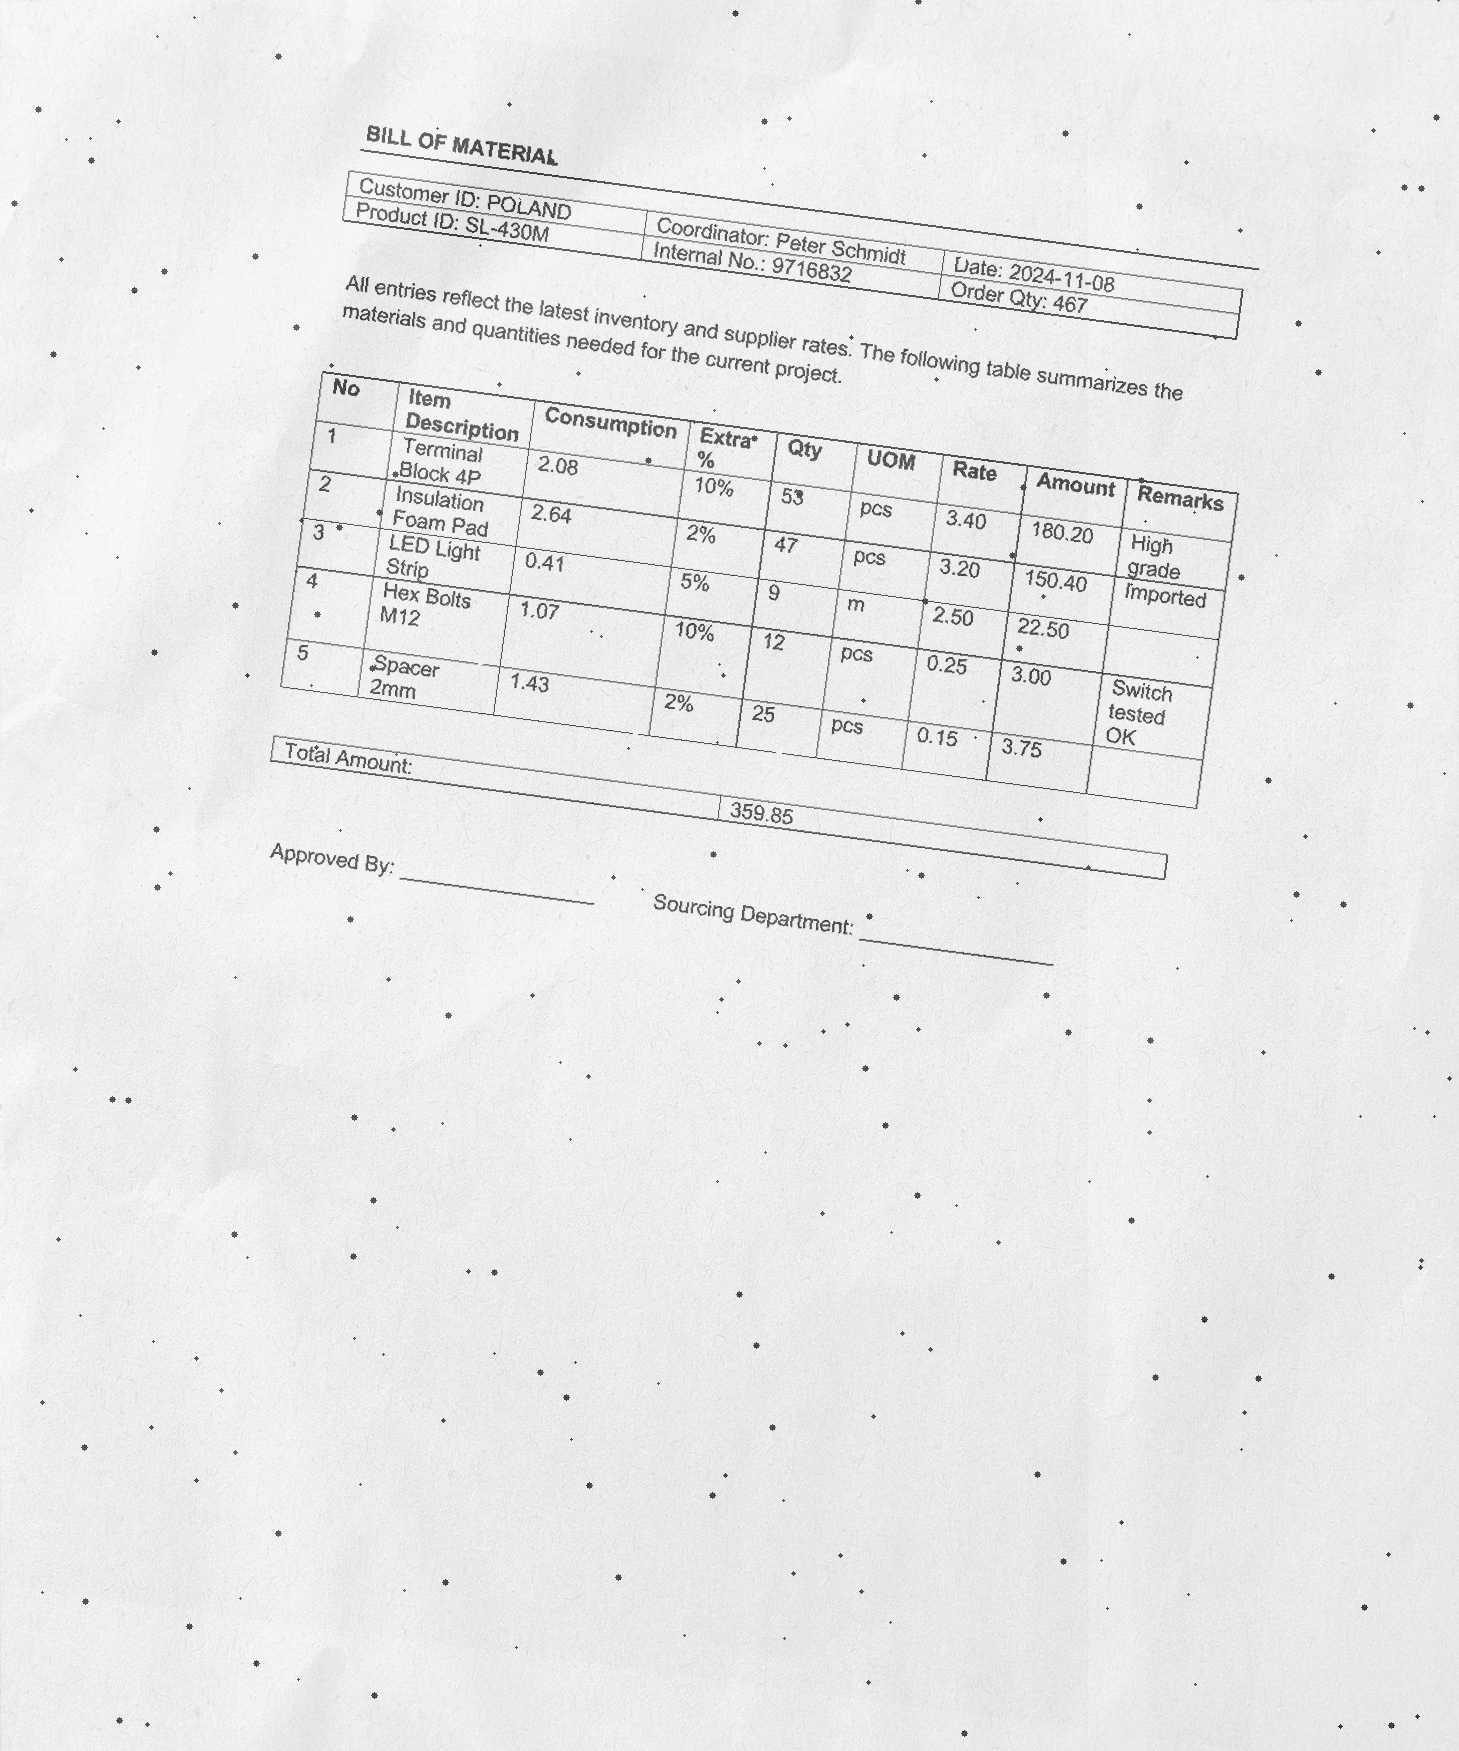 BILL OF MATERIAL
Customer ID: POLAND Coordinator: Peter Schmidt Date: 2024-11-08
Product ID: SL-430M Internal No.: 9716832 Order Qty: 467
All entries reflect the latest inventory and supplier rates. The following table summarizes the
materials and quantities needed for the current project.
No Item Description Consumption Extra % Qty UOM Rate Amount Remarks
1 Terminal Block 4P 2.08 10% 53 pcs 3.40 180.20 High grade
2 Insulation Foam Pad 2.64 2% 47 pcs 3.20 150.40 Imported
3 LED Light Strip 0.41 5% 9 m 2.50 22.50
4 Hex Bolts M12 1.07 10% 12 pcs 0.25 3.00 Switch tested OK
5 Spacer 2mm 1.43 2% 25 pcs 0.15 3.75
Total Amount: 359.85
Approved By: Sourcing Department: